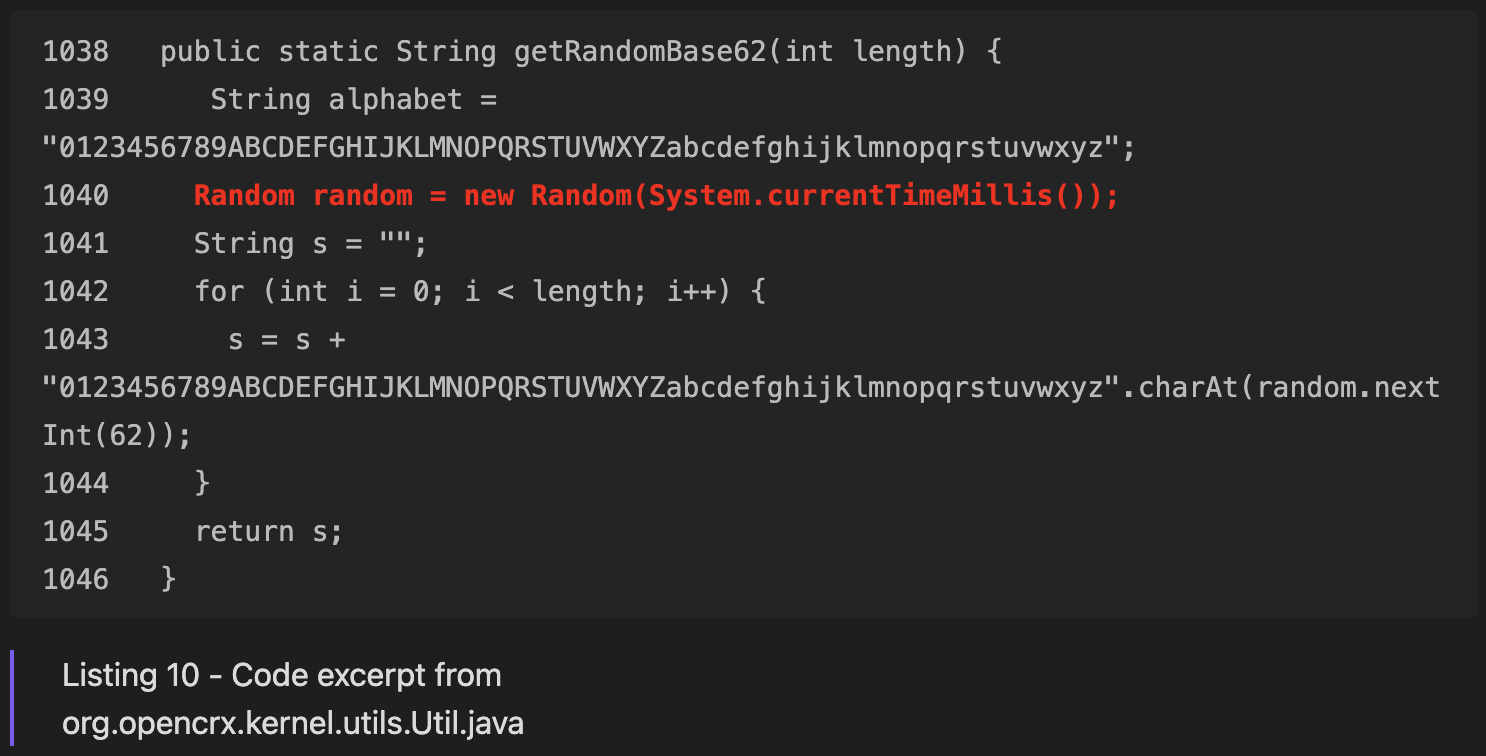 1038   public static String getRandomBase62(int length) {
1039      String alphabet =
"0123456789ABCDEFGHIJKLMNOPQRSTUVWXYZabcdefghijklmnopqrstuvwxyz";
1040     Random random = new Random(System.currentTimeMillis());
1041     String s = "";
1042     for (int i = 0; i < length; i++) {
1043       s = s +
"0123456789ABCDEFGHIJKLMNOPQRSTUVWXYZabcdefghijklmnopqrstuvwxyz".charAt(random.next
Int(62));
1044     }
1045     return s;
1046   }
Listing 10 - Code excerpt from
org.opencrx.kernel.utils.Util.java